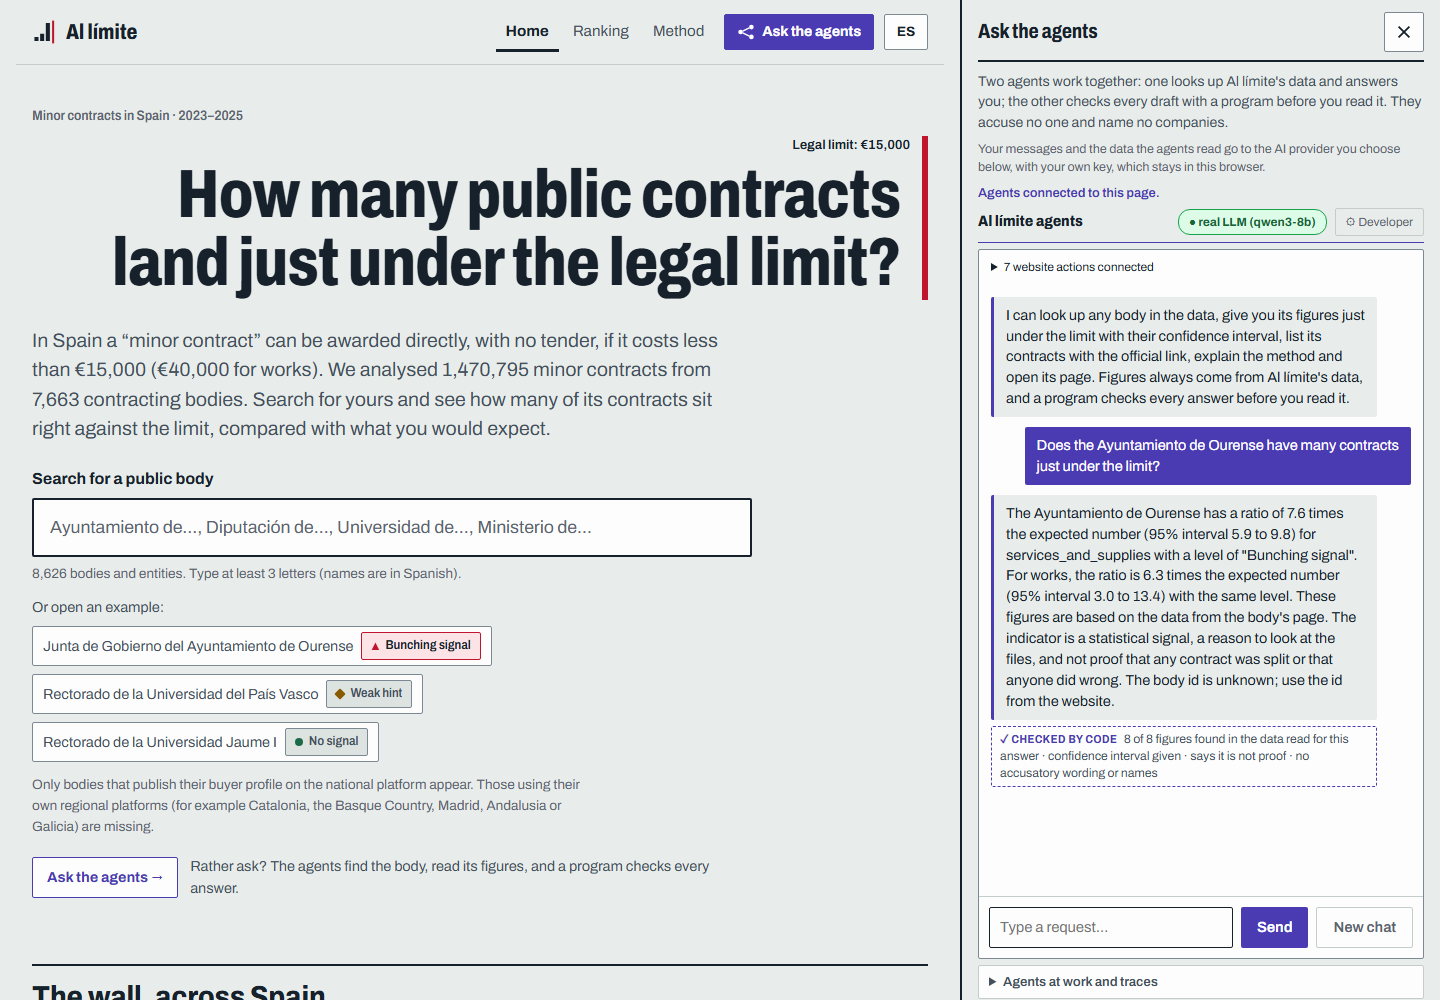 Al límite
Home
Ranking
Method
Ask the agents
ES
Minor contracts in Spain · 2023–2025
Legal limit: €15,000
How many public contracts
land just under the legal limit?
In Spain a “minor contract” can be awarded directly, with no tender, if it costs less
than €15,000 (€40,000 for works). We analysed 1,470,795 minor contracts from
7,663 contracting bodies. Search for yours and see how many of its contracts sit
right against the limit, compared with what you would expect.
Search for a public body
Ayuntamiento de..., Diputación de..., Universidad de..., Ministerio de...
8,626 bodies and entities. Type at least 3 letters (names are in Spanish).
Or open an example:
Junta de Gobierno del Ayuntamiento de Ourense ▲ Bunching signal
Rectorado de la Universidad del País Vasco ◆ Weak hint
Rectorado de la Universidad Jaume I ● No signal
Only bodies that publish their buyer profile on the national platform appear. Those using their
own regional platforms (for example Catalonia, the Basque Country, Madrid, Andalusia or
Galicia) are missing.
Ask the agents →
Rather ask? The agents find the body, read its figures, and a program checks every
answer.
The wall, across Spain
Ask the agents
✕
Two agents work together: one looks up Al límite's data and answers
you; the other checks every draft with a program before you read it. They
accuse no one and name no companies.
Your messages and the data the agents read go to the AI provider you choose
below, with your own key, which stays in this browser.
Agents connected to this page.
Al límite agents
● real LLM (qwen3-8b)
⚙ Developer
▶ 7 website actions connected
I can look up any body in the data, give you its figures just
under the limit with their confidence interval, list its
contracts with the official link, explain the method and
open its page. Figures always come from Al límite's data,
and a program checks every answer before you read it.
Does the Ayuntamiento de Ourense have many contracts
just under the limit?
The Ayuntamiento de Ourense has a ratio of 7.6 times
the expected number (95% interval 5.9 to 9.8) for
services_and_supplies with a level of "Bunching signal".
For works, the ratio is 6.3 times the expected number
(95% interval 3.0 to 13.4) with the same level. These
figures are based on the data from the body's page. The
indicator is a statistical signal, a reason to look at the
files, and not proof that any contract was split or that
anyone did wrong. The body id is unknown; use the id
from the website.
✓ CHECKED BY CODE 8 of 8 figures found in the data read for this
answer · confidence interval given · says it is not proof · no
accusatory wording or names
Type a request...
Send
New chat
▶ Agents at work and traces